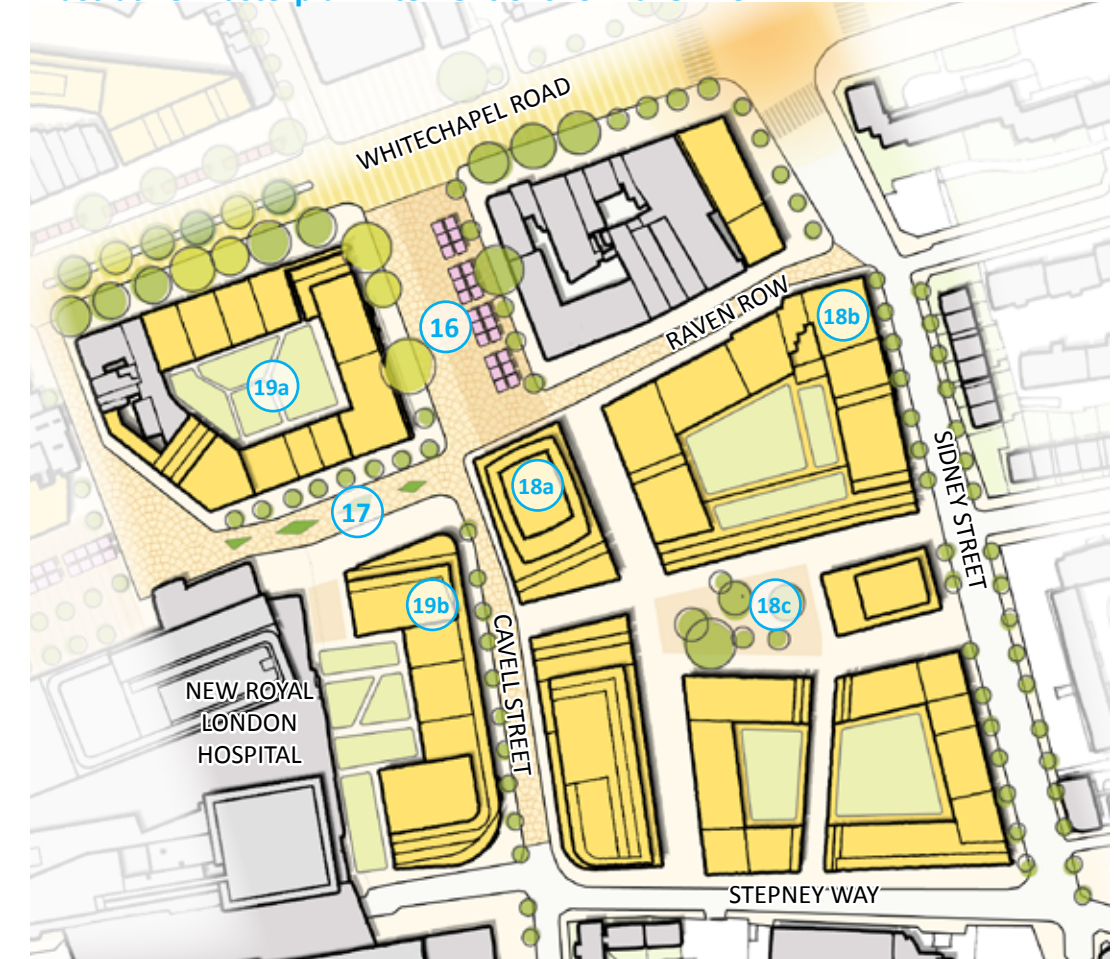 WHITECHAPEL ROAD
18b
16
RAVEN ROW
19a
18a
17
SIDNEY STREET
19b
18c
CAVELL STREET
NEW ROYAL
LONDON
HOSPITAL
STEPNEY WAY